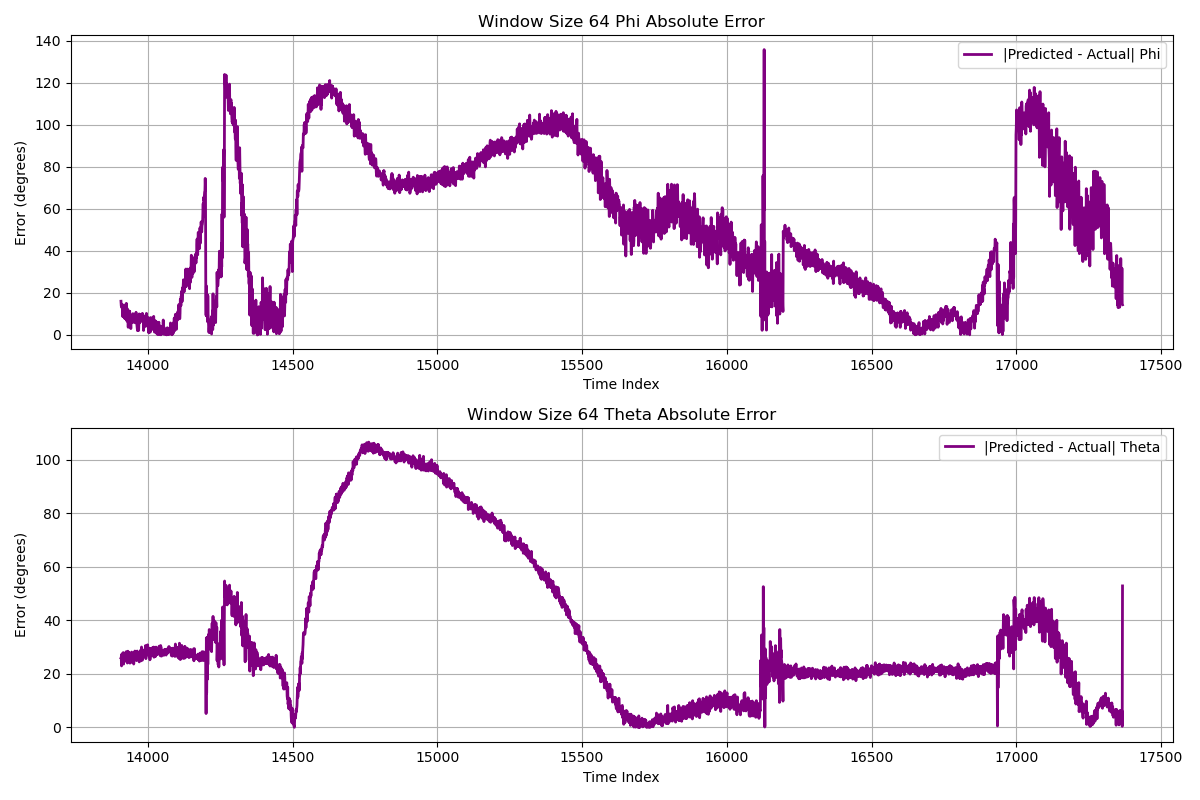 Window Size 64 Phi Absolute Error
140
120
100
80
60
40
20
0
Error (degrees)
|Predicted - Actual| Phi
14000 14500 15000 15500 16000 16500 17000 17500
Time Index
Window Size 64 Theta Absolute Error
100
80
60
40
20
0
Error (degrees)
|Predicted - Actual| Theta
14000 14500 15000 15500 16000 16500 17000 17500
Time Index